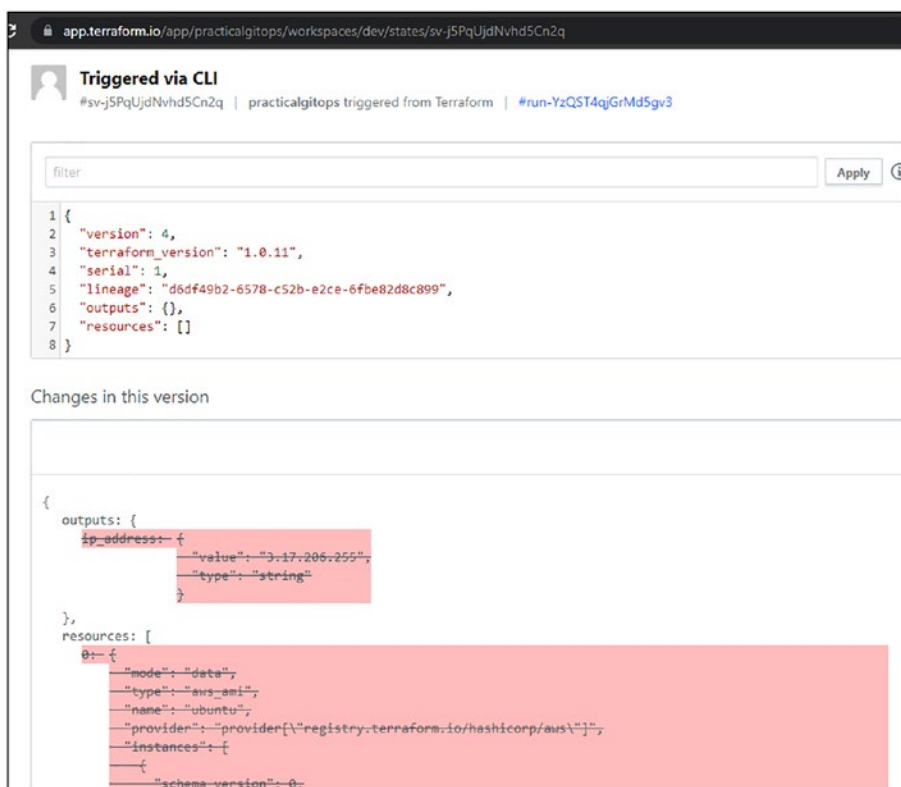 app.terraform.io/app/practicalgitops/workspaces/dev/states/sv-j5PqUjdNvhd5Cn2q
Triggered via CLI
#sv-j5PqUjdNvhd5Cn2q | practicalgitops triggered from Terraform | #run-YzQST4qjGrMd5gv3
filter
Apply
1 {
2 "version": 4,
3 "terraform_version": "1.0.11",
4 "serial": 1,
5 "lineage": "d6df49b2-6578-c52b-e2ce-6fbe82d8c899",
6 "outputs": {},
7 "resources": []
8 }
Changes in this version
{
outputs: {
ip_address: {
"value": "3.17.206.255",
"type": "string"
}
},
resources: [
0: {
"mode": "data",
"type": "aws_ami",
"name": "ubuntu",
"provider": "provider[\"registry.terraform.io/hashicorp/aws\"]",
"instances": [
{
"schema_version": 0,